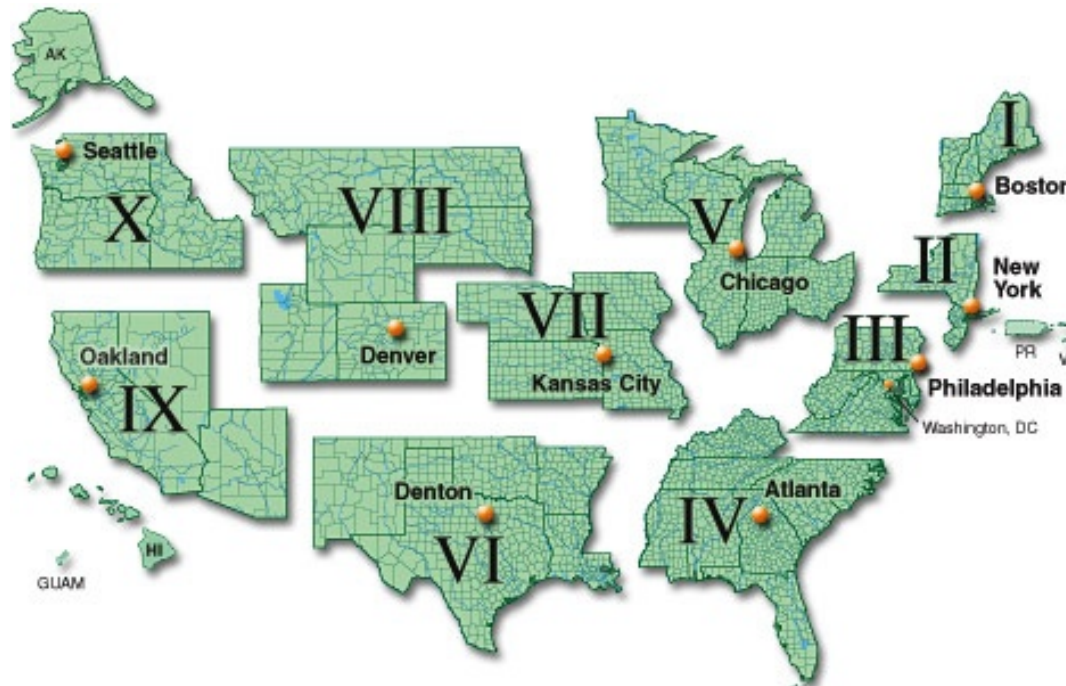 AK
Seattle
X
VIII
Denver
Oakland
IX
HI
GUAM
V
Chicago
VII
Kansas City
Denton
VI
IV
Atlanta
I
Boston
II
New
York
PR
V
III
Philadelphia
Washington, DC